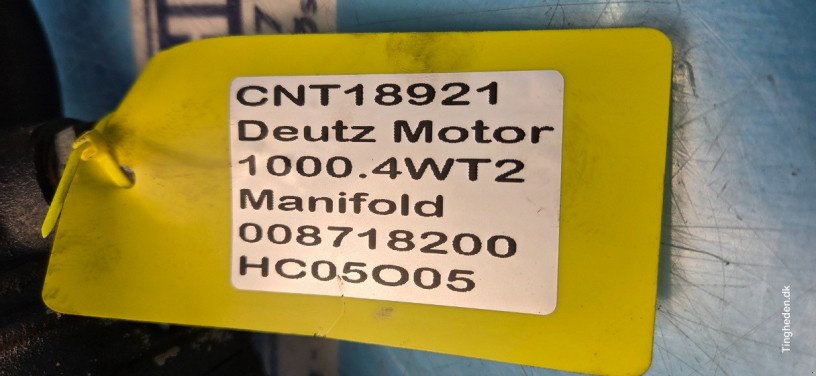 CNT18921
Deutz Motor
1000.4WT2
Manifold
008718200
HC05O05
Tingheden.dk